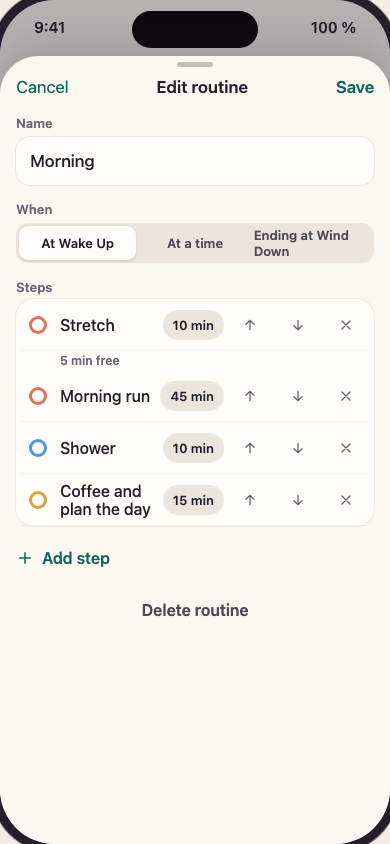 9:41
100 %
Cancel
Edit routine
Save
Name
Morning
When
At Wake Up
At a time
Ending at Wind
Down
Steps
Stretch
10 min
5 min free
Morning run
45 min
Shower
10 min
Coffee and
plan the day
15 min
Add step
Delete routine